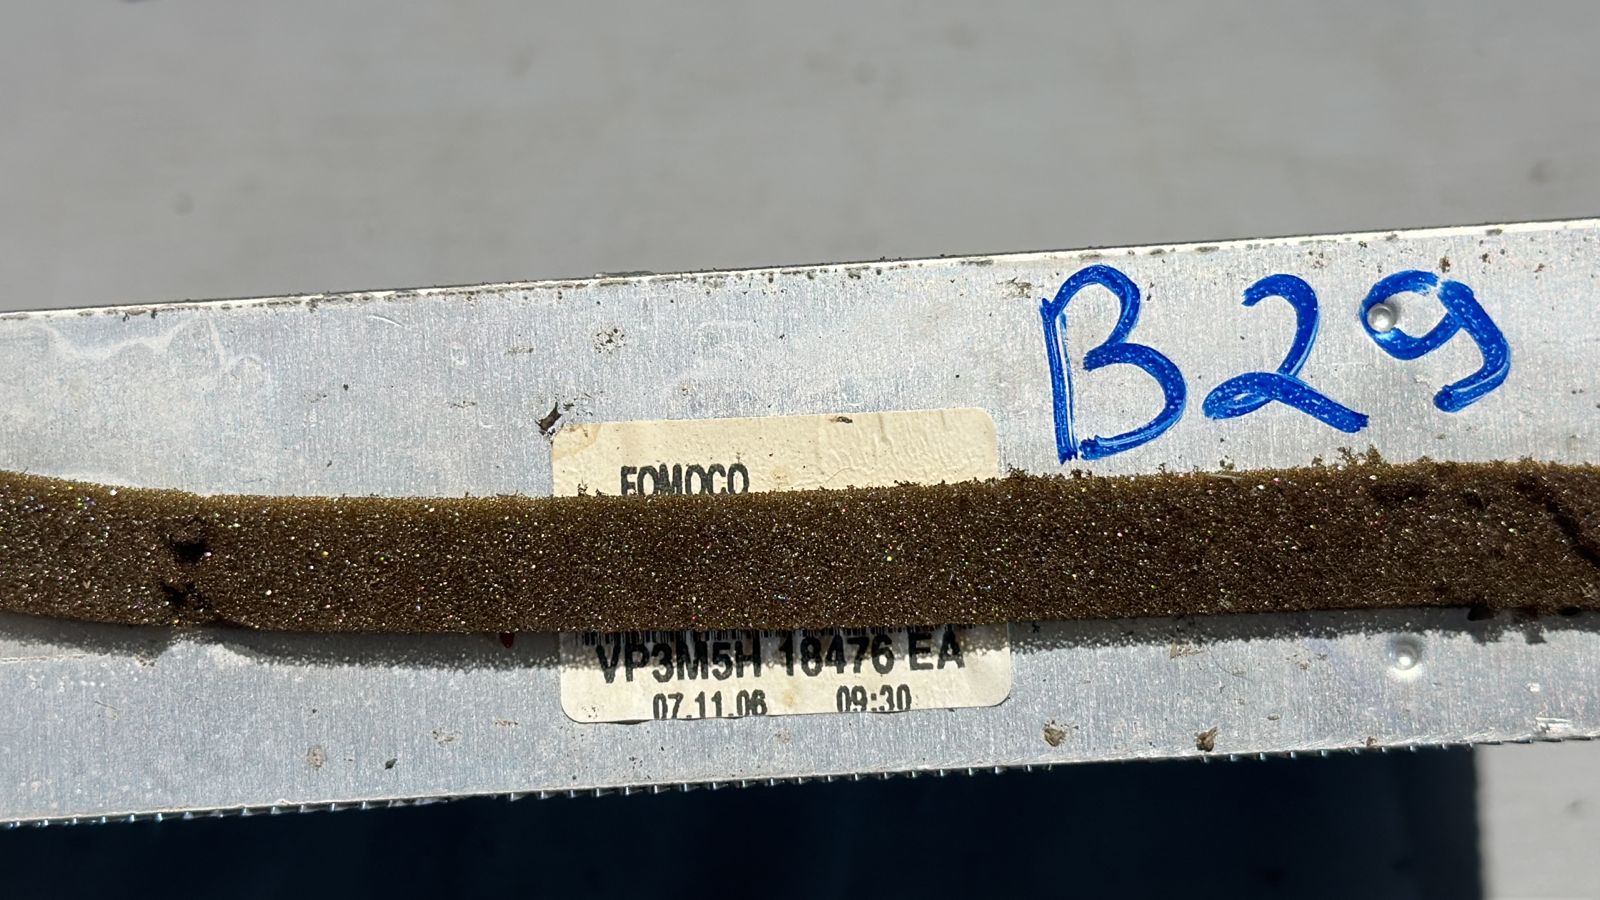 B29
FOMOCO
VP3M5H 18476 EA
07.11.06 09:30